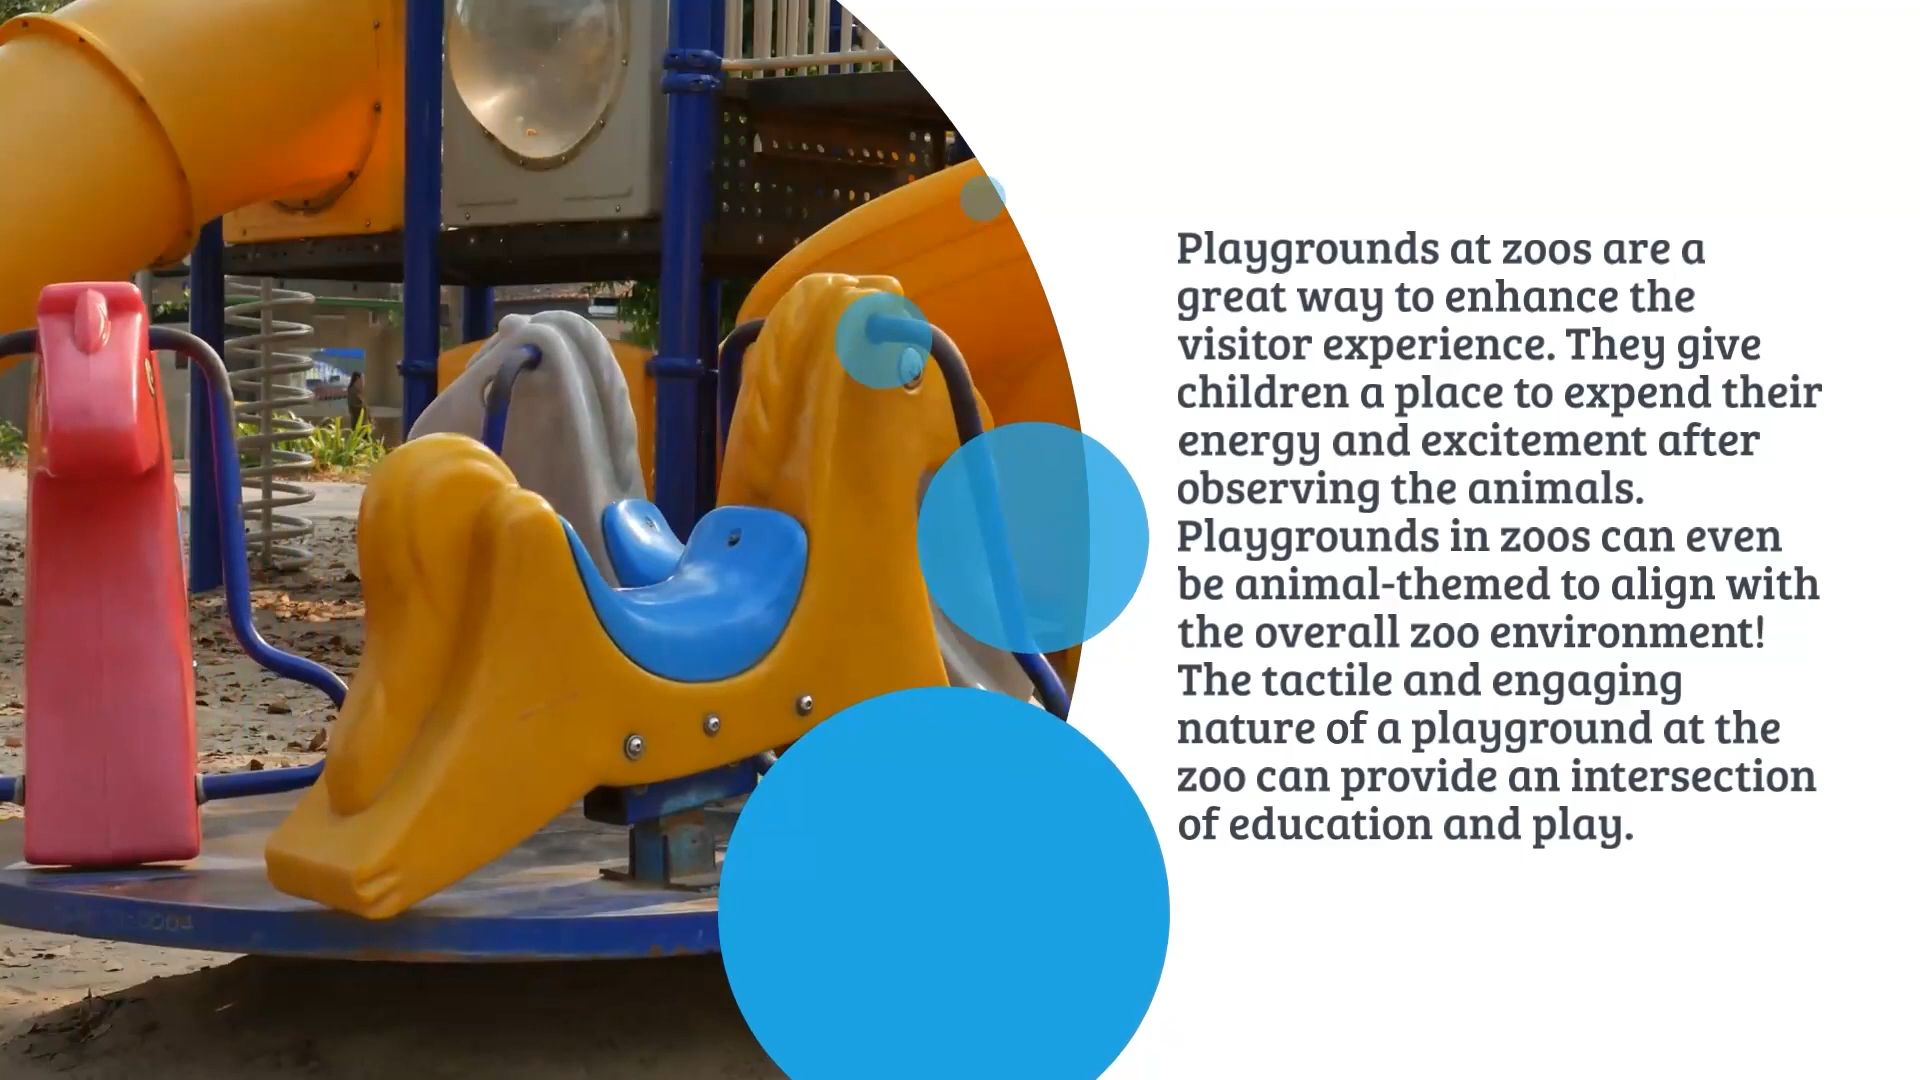 Playgrounds at zoos are a
great way to enhance the
visitor experience. They give
children a place to expend their
energy and excitement after
observing the animals.
Playgrounds in zoos can even
be animal-themed to align with
the overall zoo environment!
The tactile and engaging
nature of a playground at the
zoo can provide an intersection
of education and play.